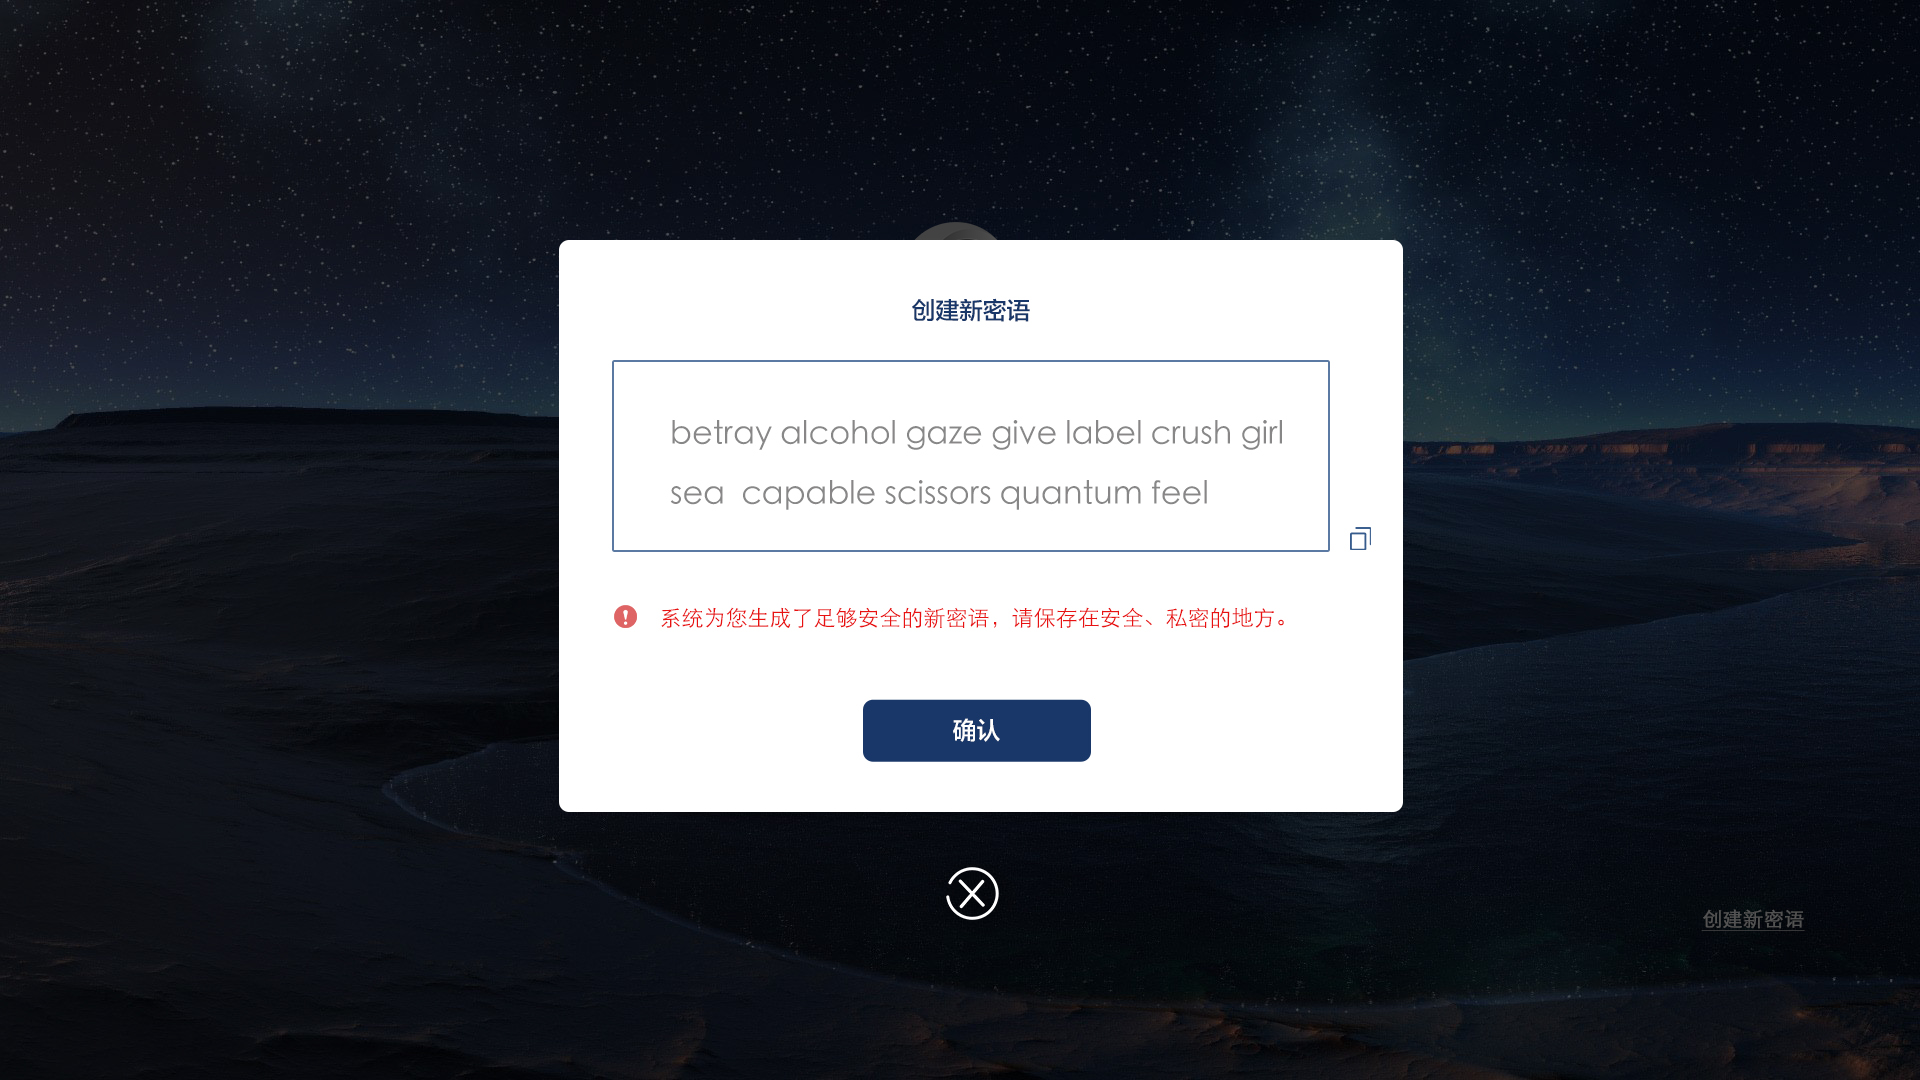 创建新密语
betray alcohol gaze give label crush girl
sea  capable scissors quantum feel
系统为您生成了足够安全的新密语，请保存在安全、私密的地方。
确认
创建新密语